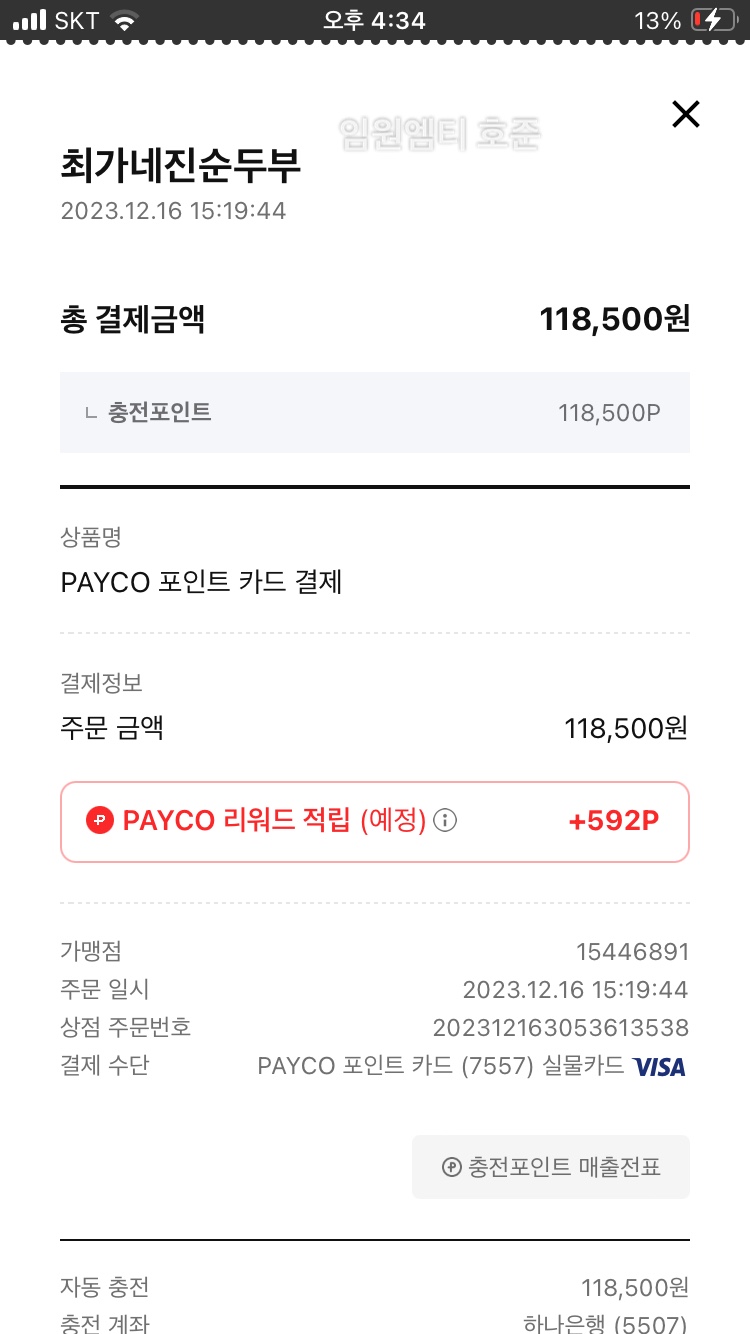 SKT 오후 4:34 13%
임원엠티 호준
최가네진순두부
2023.12.16 15:19:44
총 결제금액 118,500원
ㄴ 충전포인트 118,500P
상품명
PAYCO 포인트 카드 결제
결제정보
주문 금액 118,500원
PAYCO 리워드 적립 (예정) +592P
가맹점 15446891
주문 일시 2023.12.16 15:19:44
상점 주문번호 202312163053613538
결제 수단 PAYCO 포인트 카드 (7557) 실물카드 VISA
충전포인트 매출전표
자동 충전 118,500원
충전 계좌 하나은행 (5507)